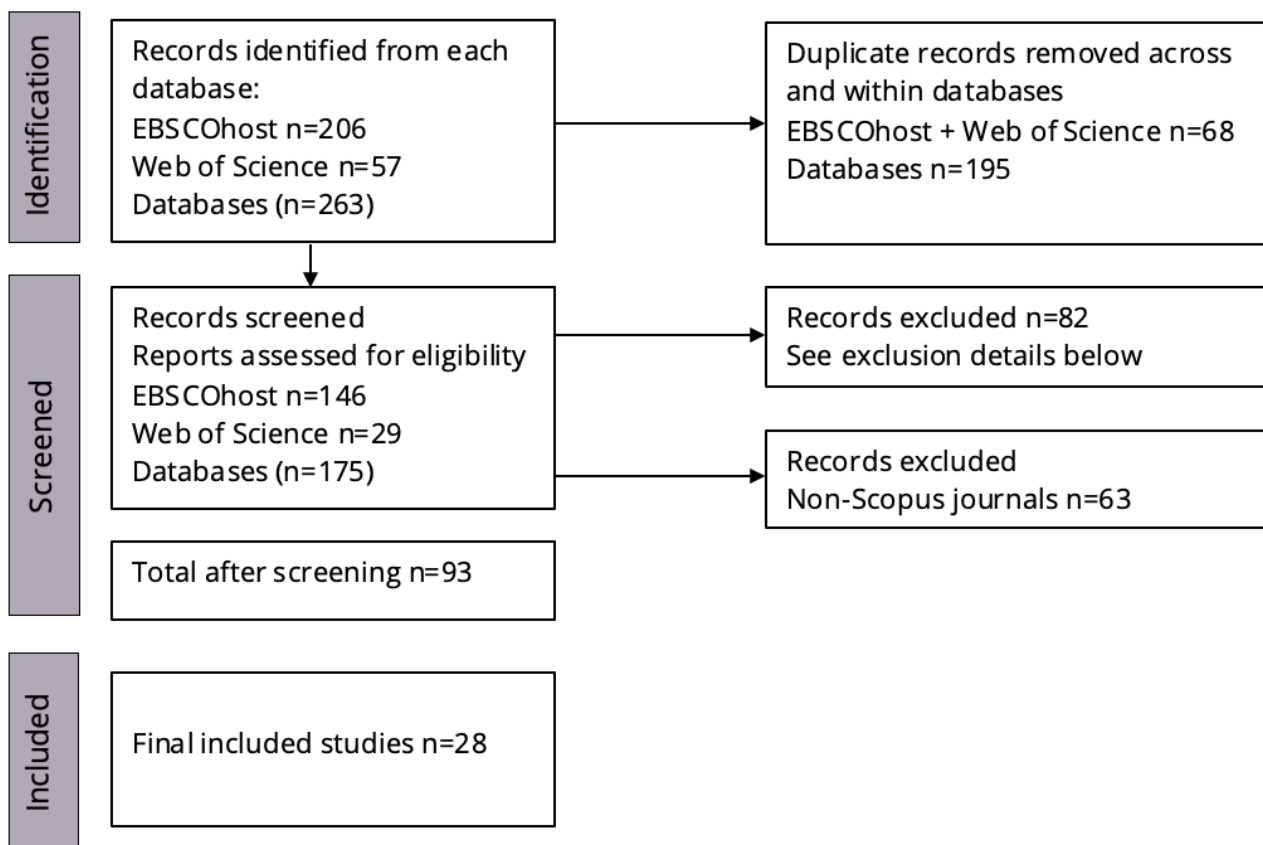 Identification
Records identified from each
database:
EBSCOhost n=206
Web of Science n=57
Databases (n=263)
Duplicate records removed across
and within databases
EBSCOhost + Web of Science n=68
Databases n=195
Screened
Records screened
Reports assessed for eligibility
EBSCOhost n=146
Web of Science n=29
Databases (n=175)
Records excluded n=82
See exclusion details below
Records excluded
Non-Scopus journals n=63
Total after screening n=93
Included
Final included studies n=28